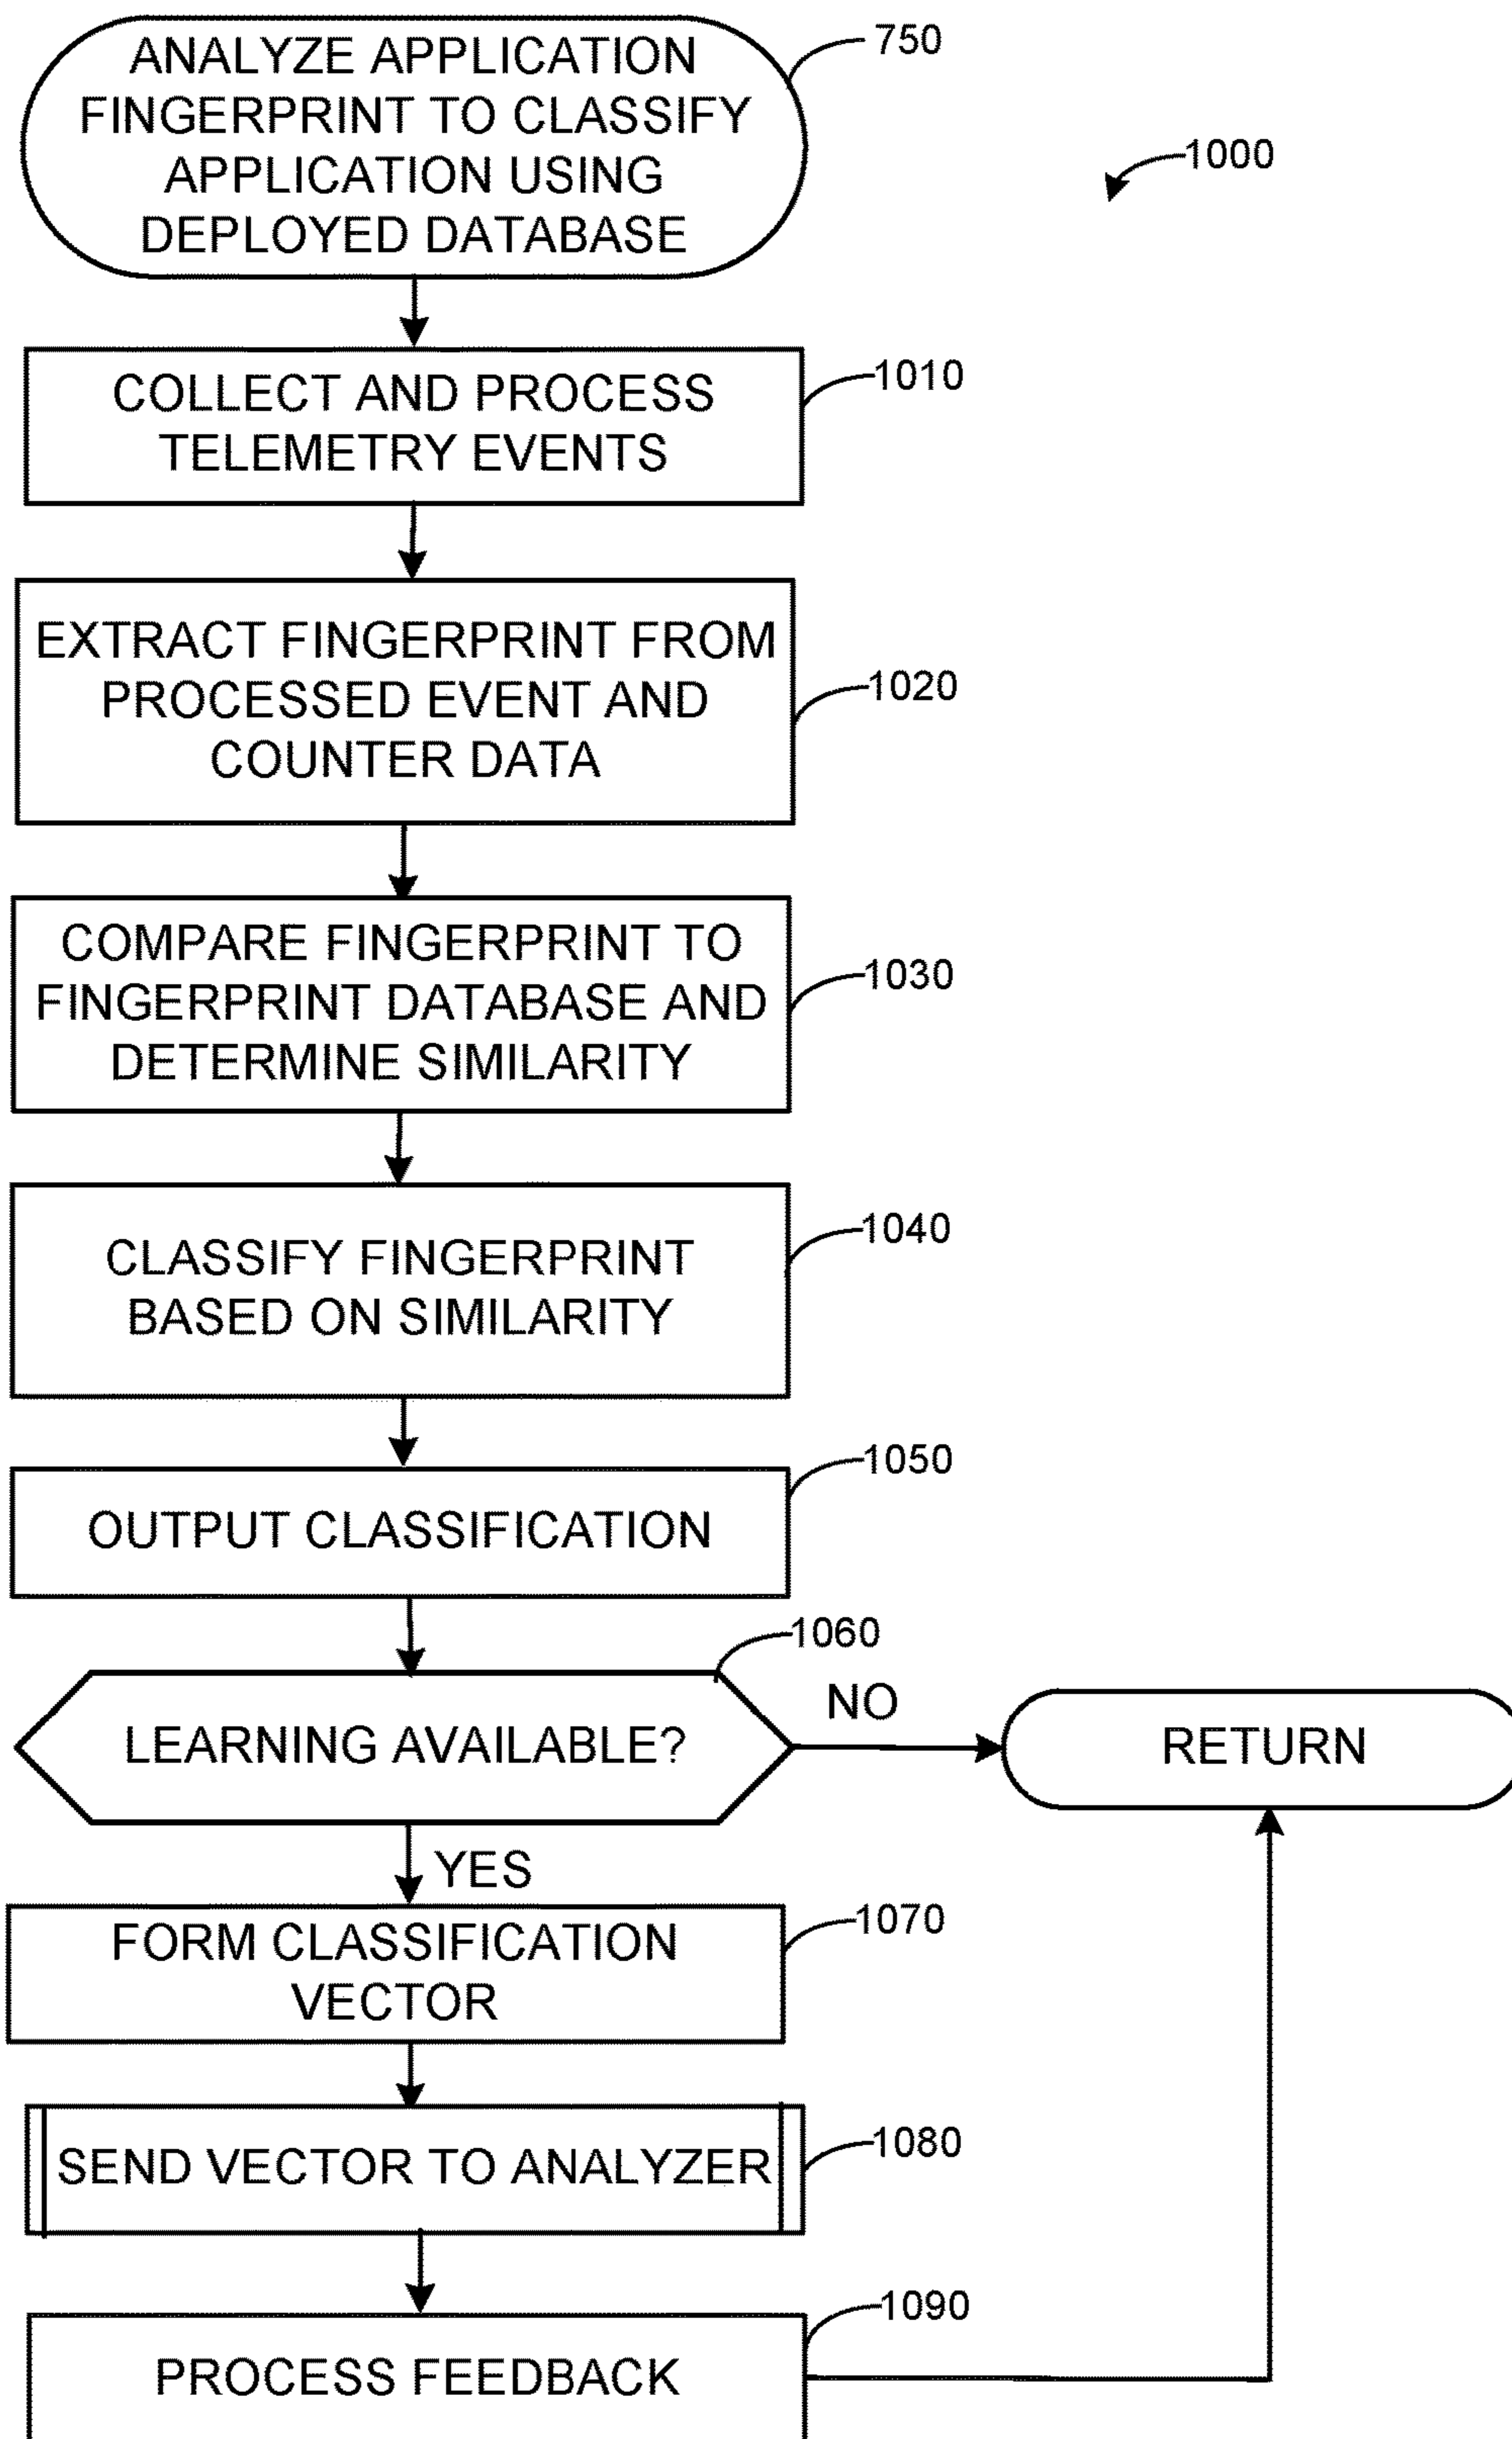 ANALYZE APPLICATION
FINGERPRINT TO CLASSIFY
APPLICATION USING
DEPLOYED DATABASE
750
1000
COLLECT AND PROCESS
TELEMETRY EVENTS
1010
EXTRACT FINGERPRINT FROM
PROCESSED EVENT AND
COUNTER DATA
1020
COMPARE FINGERPRINT TO
FINGERPRINT DATABASE AND
DETERMINE SIMILARITY
1030
CLASSIFY FINGERPRINT
BASED ON SIMILARITY
1040
OUTPUT CLASSIFICATION
1050
LEARNING AVAILABLE?
1060
NO
RETURN
YES
FORM CLASSIFICATION
VECTOR
1070
SEND VECTOR TO ANALYZER
1080
PROCESS FEEDBACK
1090